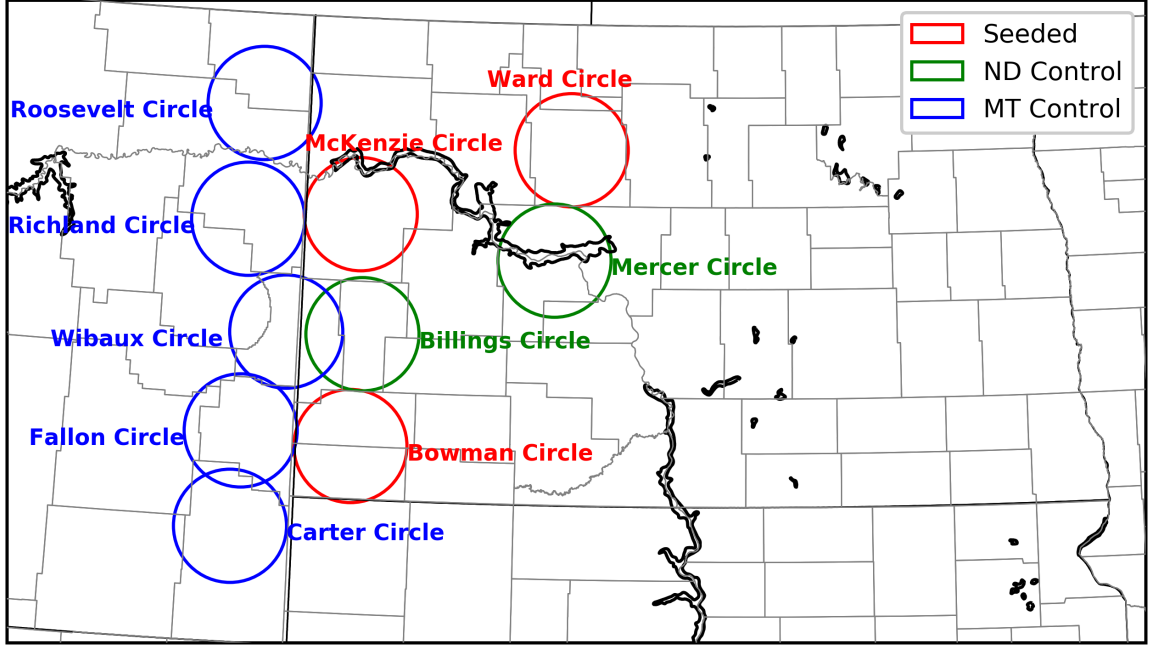 Seeded
ND Control
MT Control
Ward Circle
Roosevelt Circle
McKenzie Circle
Richland Circle
Mercer Circle
Wibaux Circle
Billings Circle
Fallon Circle
Bowman Circle
Carter Circle